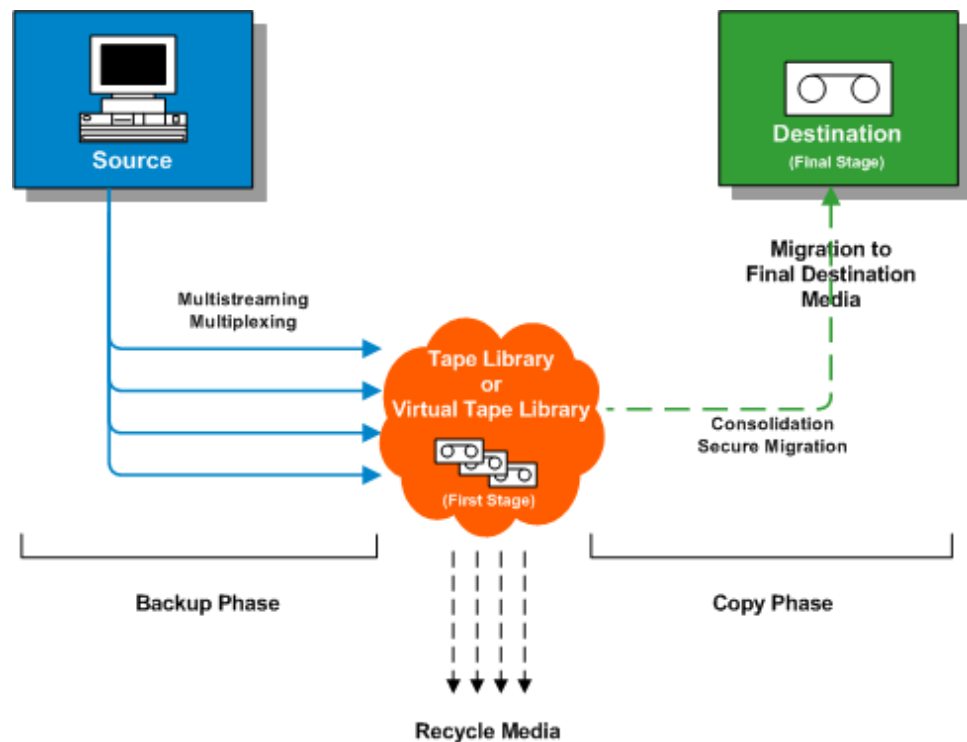 Source
Destination
(Final Stage)
Migration to
Final Destination
Media
Multistreaming
Multiplexing
Tape Library
or
Virtual Tape Library
(First Stage)
Consolidation
Secure Migration
Backup Phase
Copy Phase
Recycle Media